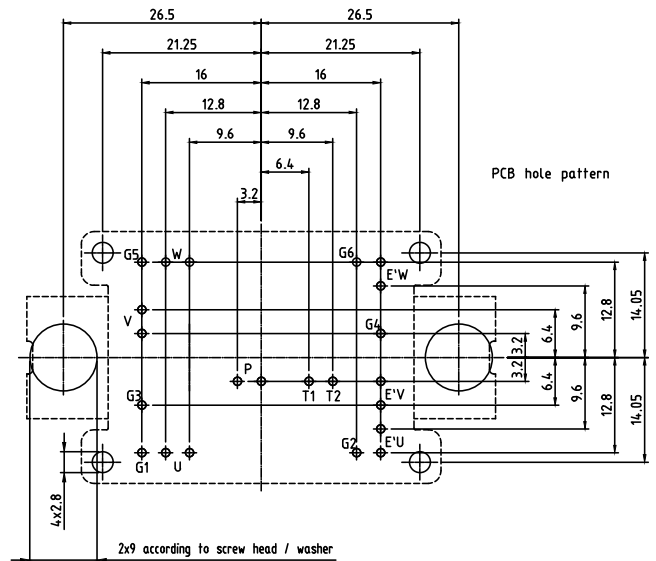 26.5 26.5
21.25 21.25
16 16
12.8 12.8
9.6 9.6
6.4
3.2
PCB hole pattern
G5 W G6
E'W
V G4
P
T1 T2 E'V
G3
E'U
G1 U G2
3.2 3.2 6.4 6.4 9.6 9.6 12.8 12.8 14.05 14.05
4x2.8
2x9 according to screw head / washer